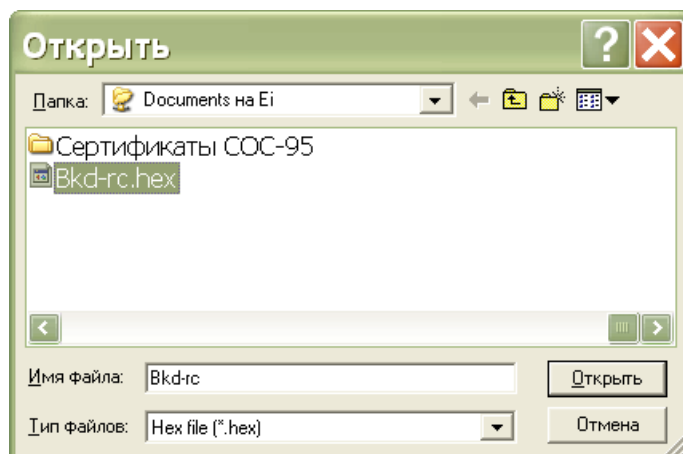 Открыть
Папка: Documents на Ei
Сертификаты СОС-95
Bkd-rc.hex
Имя файла: Bkd-rc Открыть
Тип файлов: Hex file (*.hex) Отмена